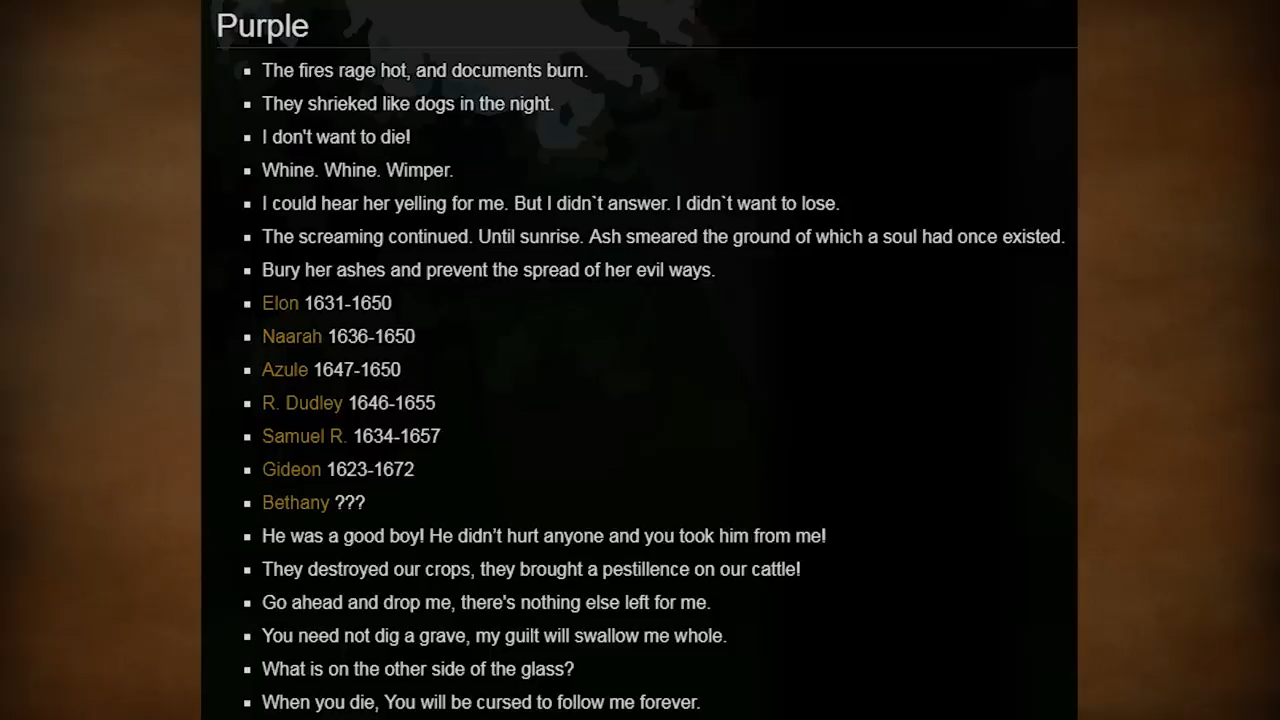 Purple
The fires rage hot, and documents burn.
They shrieked like dogs in the night.
I don't want to die!
Whine. Whine. Wimper.
I could hear her yelling for me. But I didn`t answer. I didn`t want to lose.
The screaming continued. Until sunrise. Ash smeared the ground of which a soul had once existed.
Bury her ashes and prevent the spread of her evil ways.
Elon 1631-1650
Naarah 1636-1650
Azule 1647-1650
R. Dudley 1646-1655
Samuel R. 1634-1657
Gideon 1623-1672
Bethany ???
He was a good boy! He didn’t hurt anyone and you took him from me!
They destroyed our crops, they brought a pestillence on our cattle!
Go ahead and drop me, there's nothing else left for me.
You need not dig a grave, my guilt will swallow me whole.
What is on the other side of the glass?
When you die, You will be cursed to follow me forever.